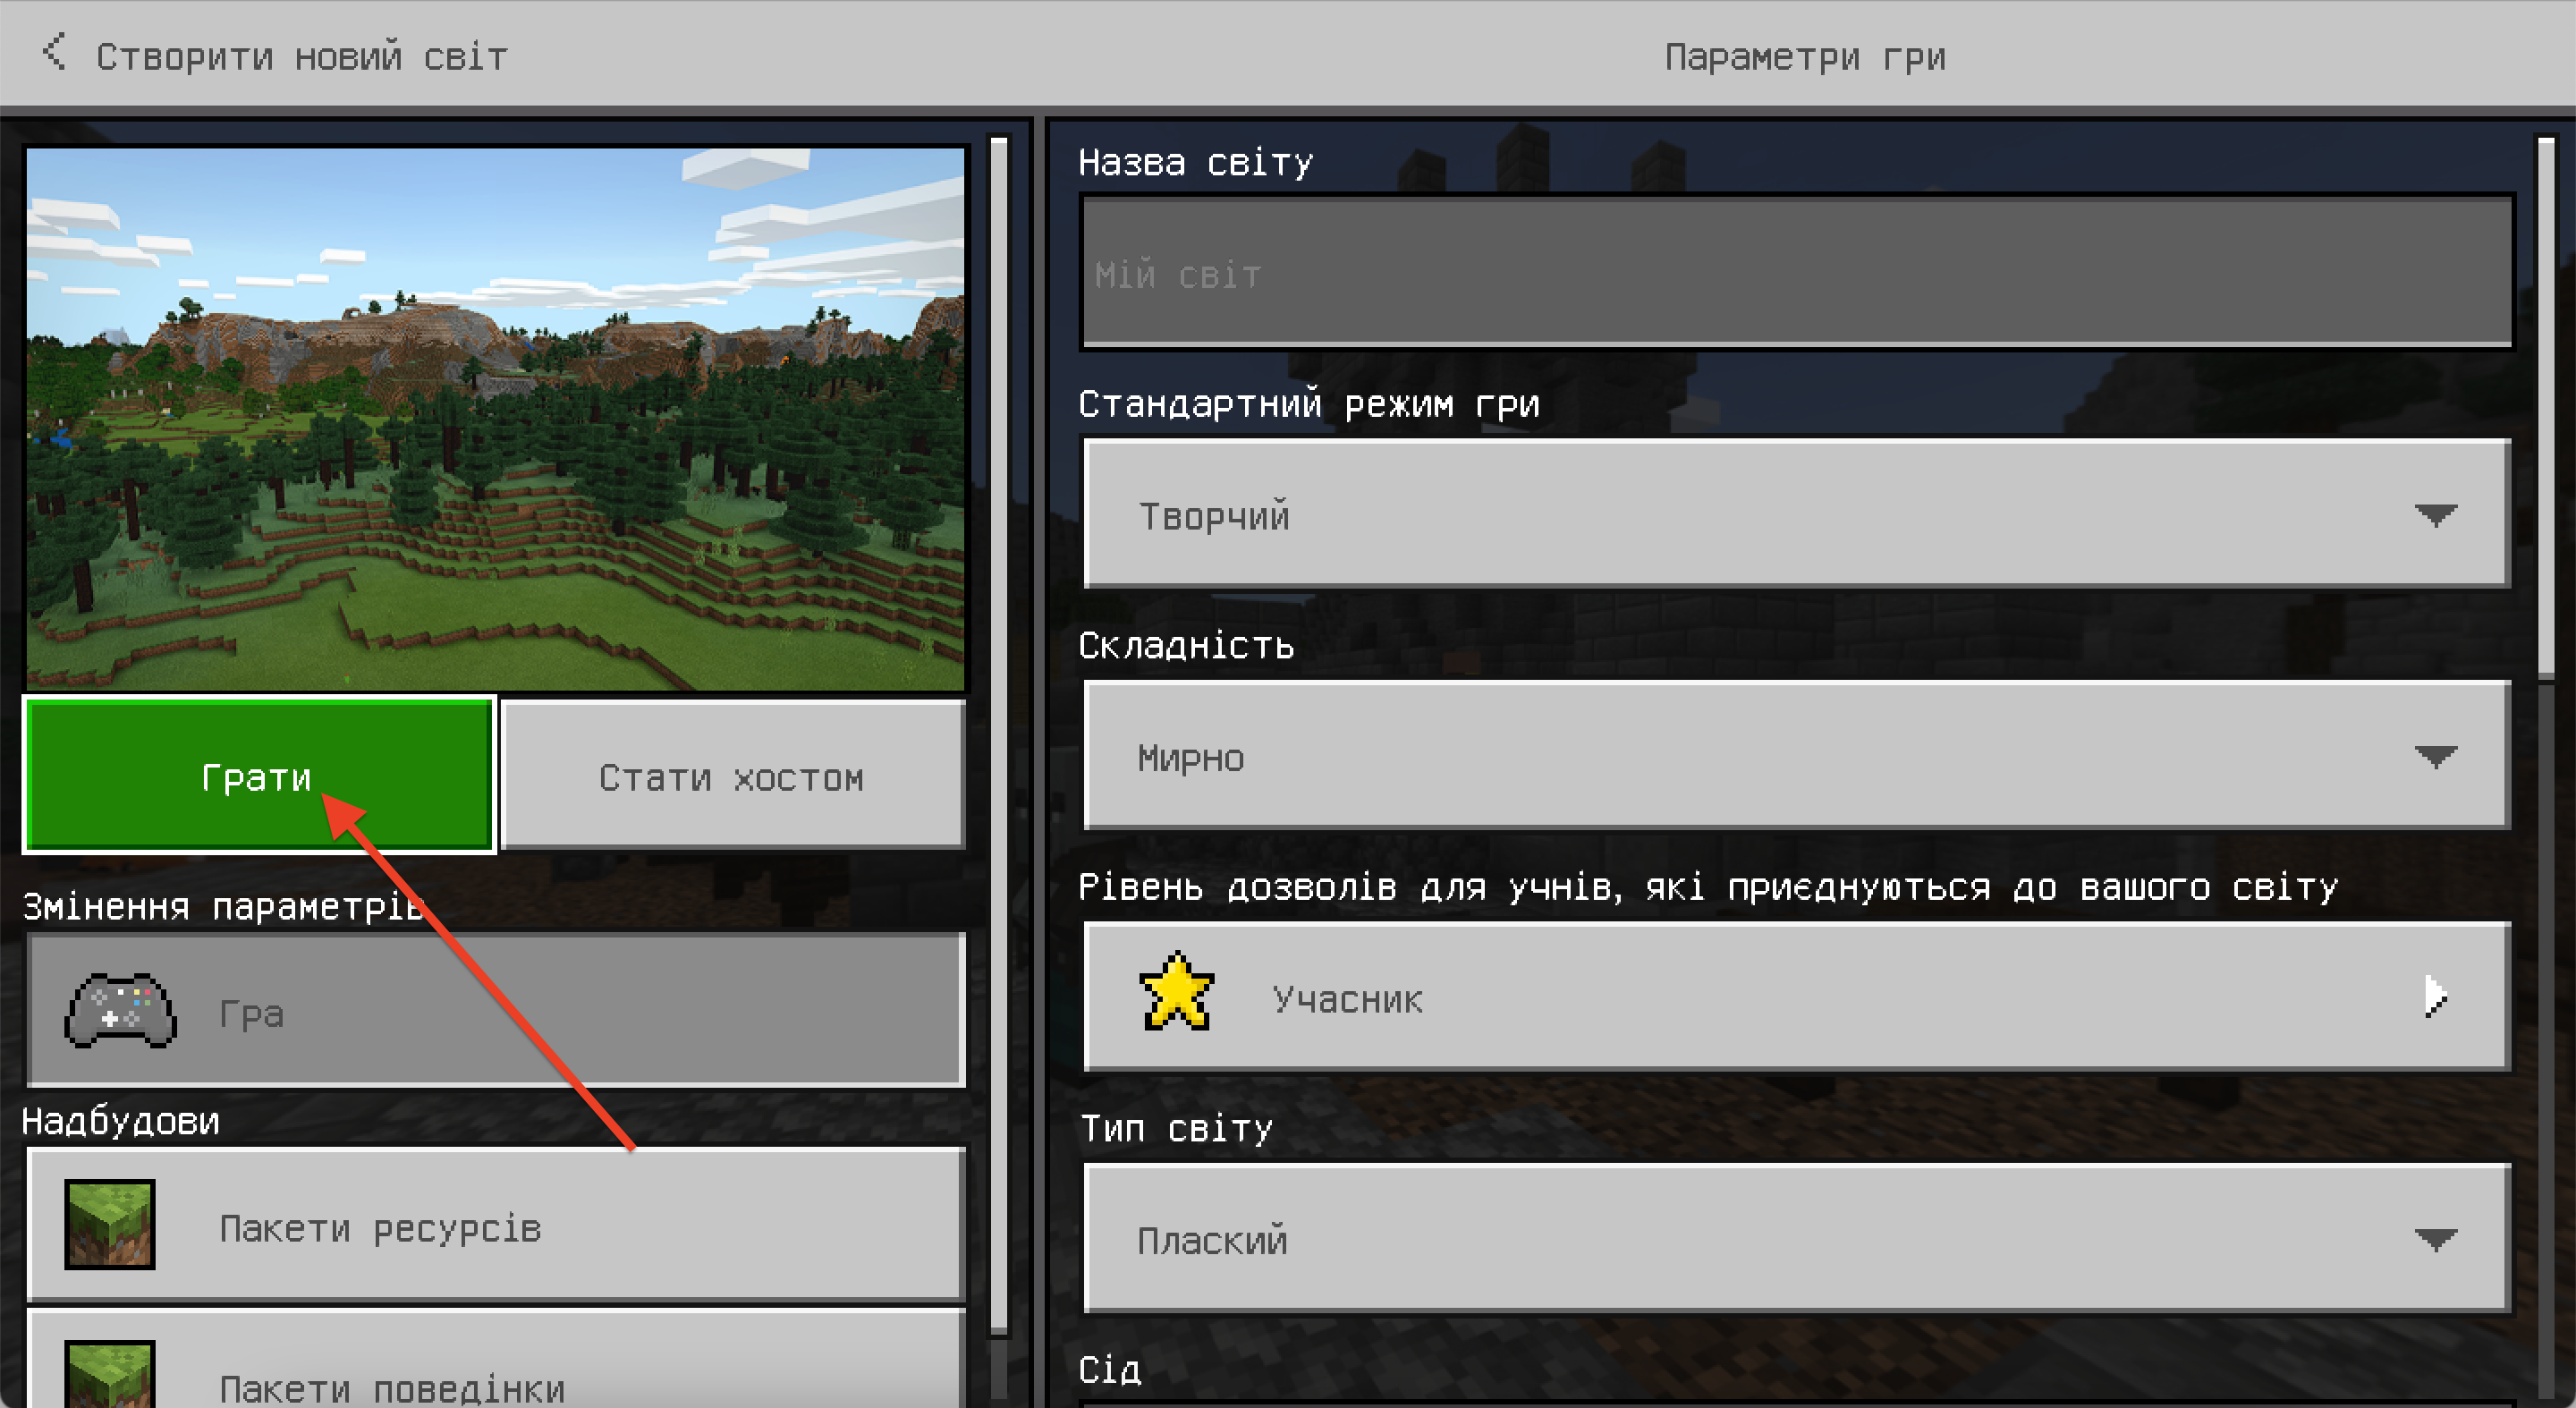 Створити новий світ
Параметри гри
Грати
Стати хостом
Змінення параметрів
Гра
Надбудови
Пакети ресурсів
Пакети поведінки
Назва світу
Мій світ
Стандартний режим гри
Творчий
Складність
Мирно
Рівень дозволів для учнів, які приєднуються до вашого світу
Учасник
Тип світу
Плаский
Сід